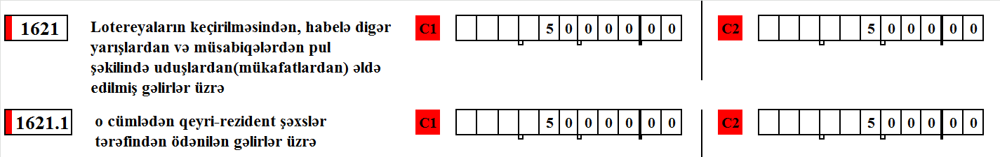 1621 Lotereyaların keçirilməsindən, habelə digər C1 5 0 0 0 0 0 0 C2 5 0 0 0 0 0
yarışlardan və müsabiqələrdən pul
şəkilində uduşlardan(mükafatlardan) əldə
edilmiş gəlirlər üzrə
1621.1 o cümlədən qeyri-rezident şəxslər C1 5 0 0 0 0 0 0 C2 5 0 0 0 0 0
tərəfindən ödənilən gəlirlər üzrə